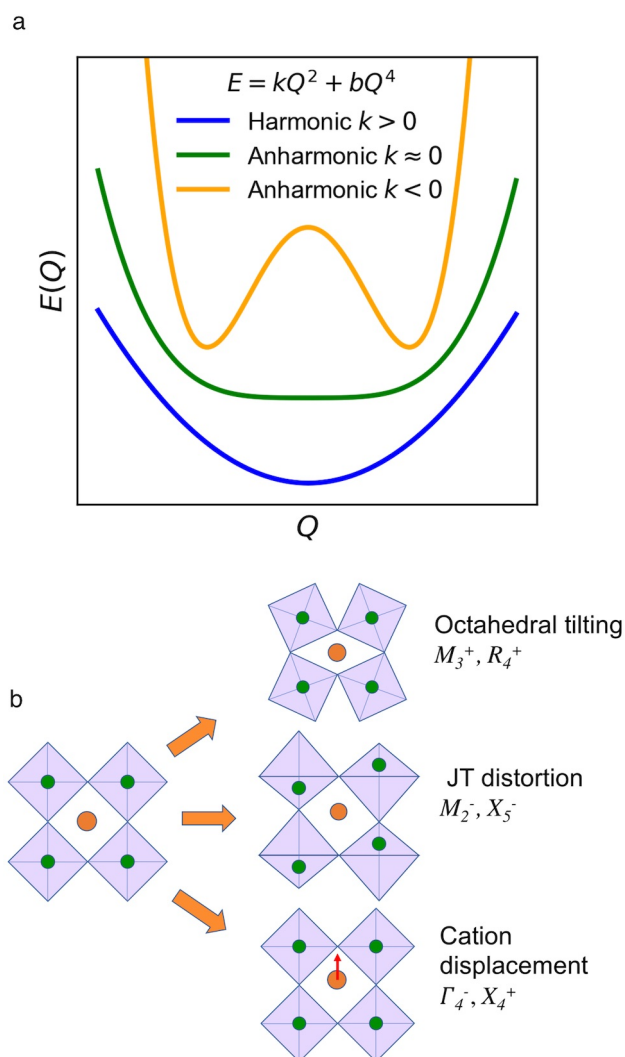 a
E = kQ² + bQ⁴
Harmonic k > 0
Anharmonic k ≈ 0
Anharmonic k < 0
E(Q)
Q
b
Octahedral tilting
M₃⁺, R₄⁺
JT distortion
M₂⁻, X₅⁻
Cation
displacement
Γ₄⁻, X₄⁺